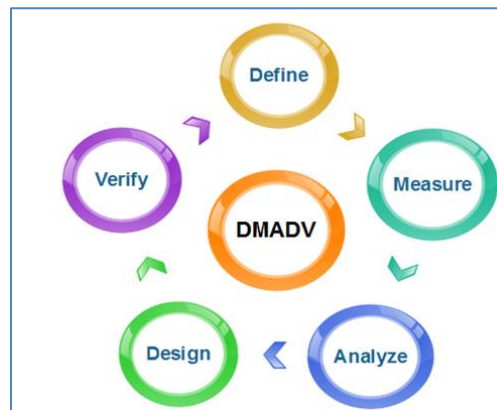 Define
Measure
Analyze
Design
Verify
DMADV